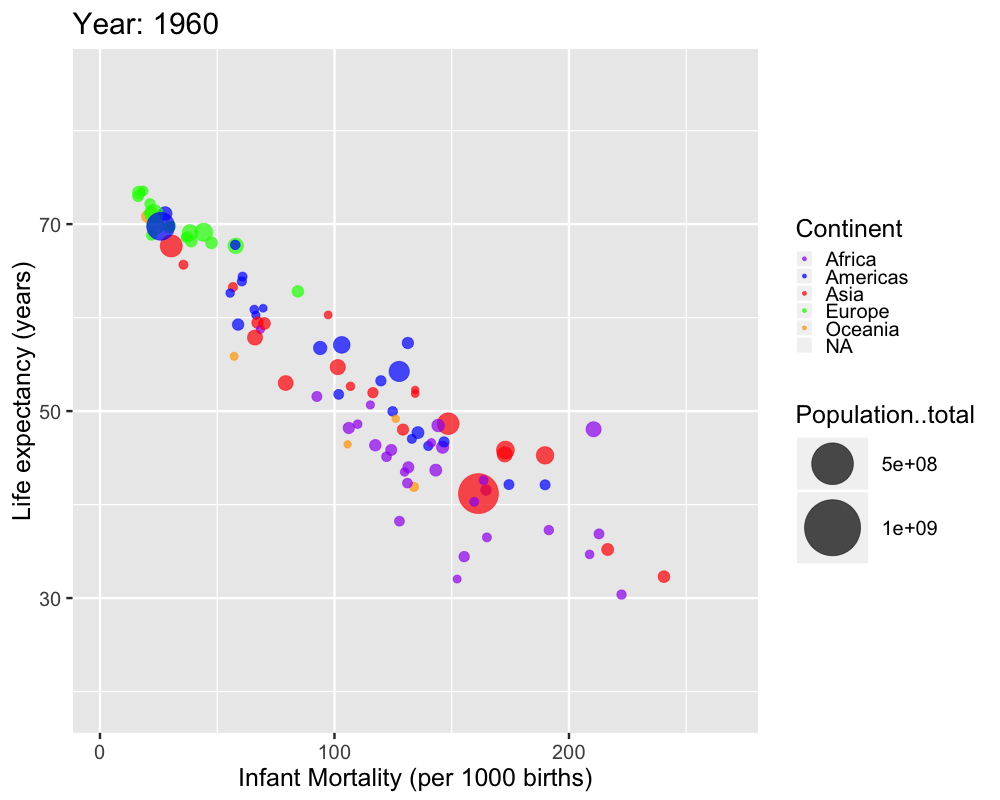 Year: 1960
70
50
30
Life expectancy (years)
0 100 200
Infant Mortality (per 1000 births)
Continent
Africa
Americas
Asia
Europe
Oceania
NA
Population..total
5e+08
1e+09